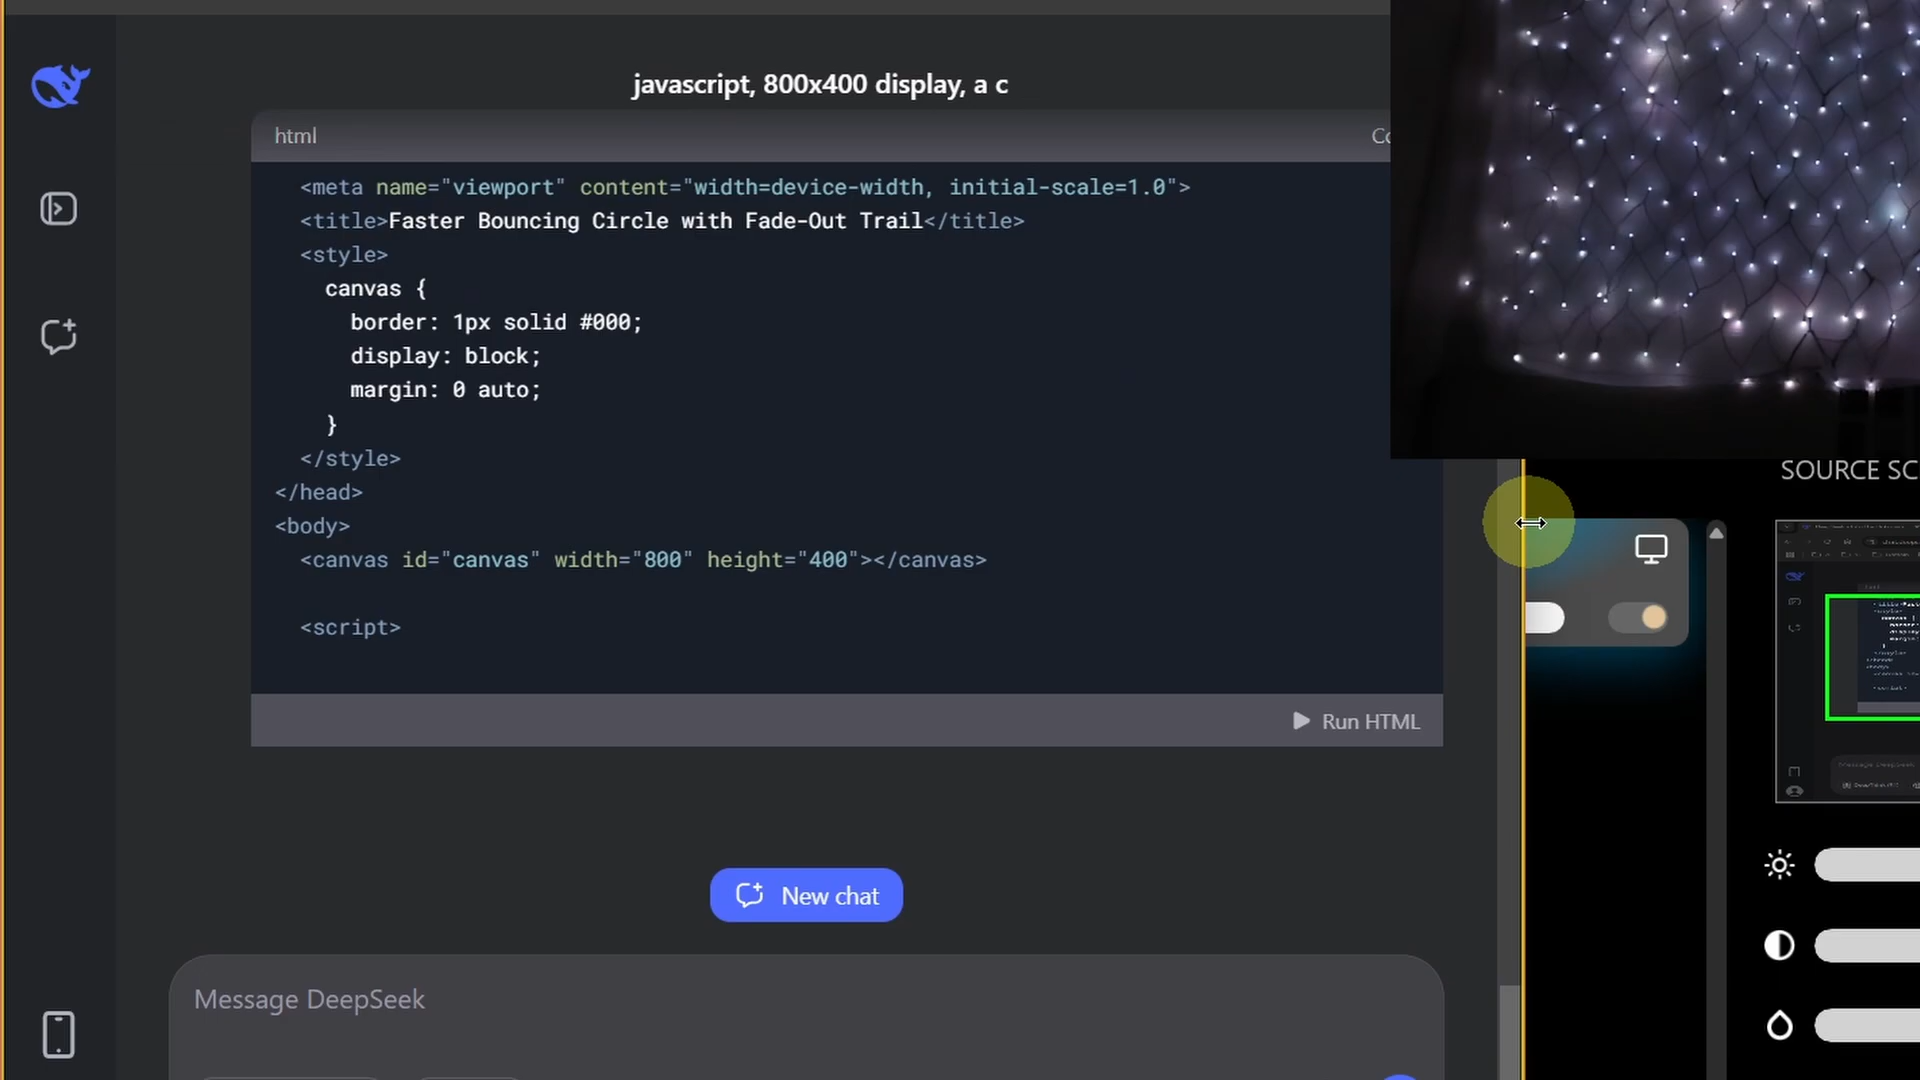 javascript, 800x400 display, a c
html
Co
<meta name="viewport" content="width=device-width, initial-scale=1.0">
<title>Faster Bouncing Circle with Fade-Out Trail</title>
<style>
canvas {
border: 1px solid #000;
display: block;
margin: 0 auto;
}
</style>
</head>
<body>
<canvas id="canvas" width="800" height="400"></canvas>
<script>
Run HTML
New chat
Message DeepSeek
SOURCE SC